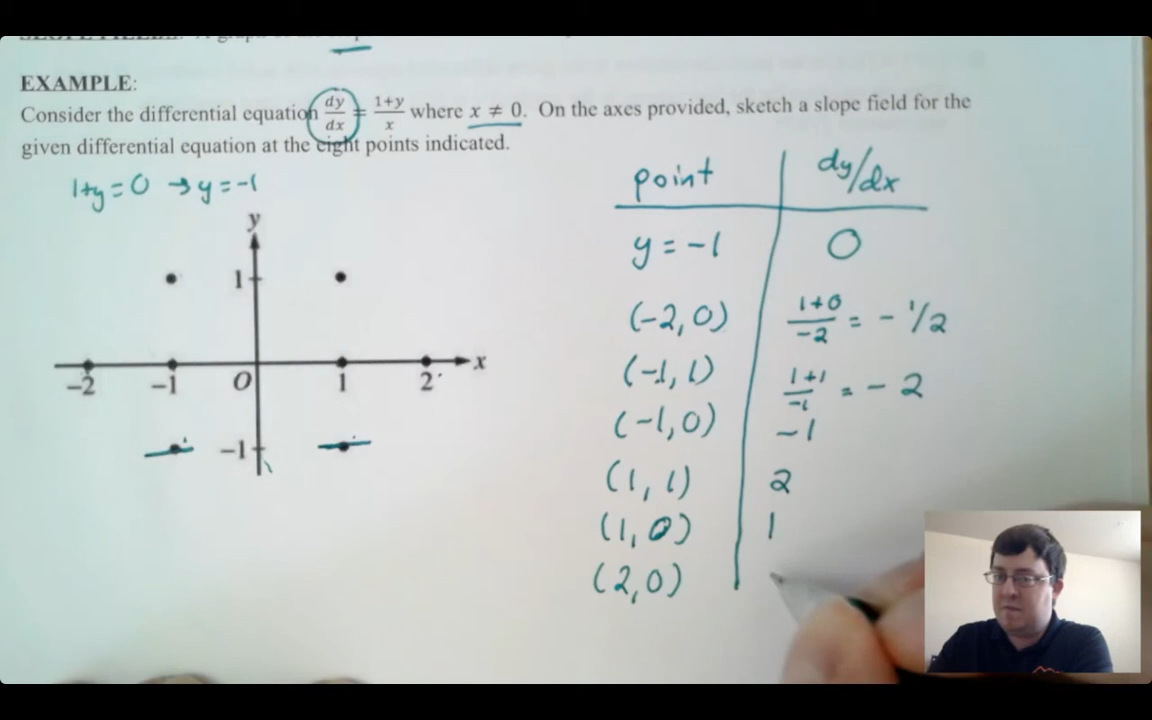 EXAMPLE:
Consider the differential equation dy/dx = 1+y/x where x ≠ 0. On the axes provided, sketch a slope field for the
given differential equation at the eight points indicated.
1+y = 0 → y = -1
point dy/dx
y = -1 0
(-2, 0) 1+0/-2 = - 1/2
(-1, 1) 1+1/-1 = - 2
(-1, 0) -1
(1, 1) 2
(1, 0) 1
(2, 0)
y
1
-2 -1 O 1 2 x
-1